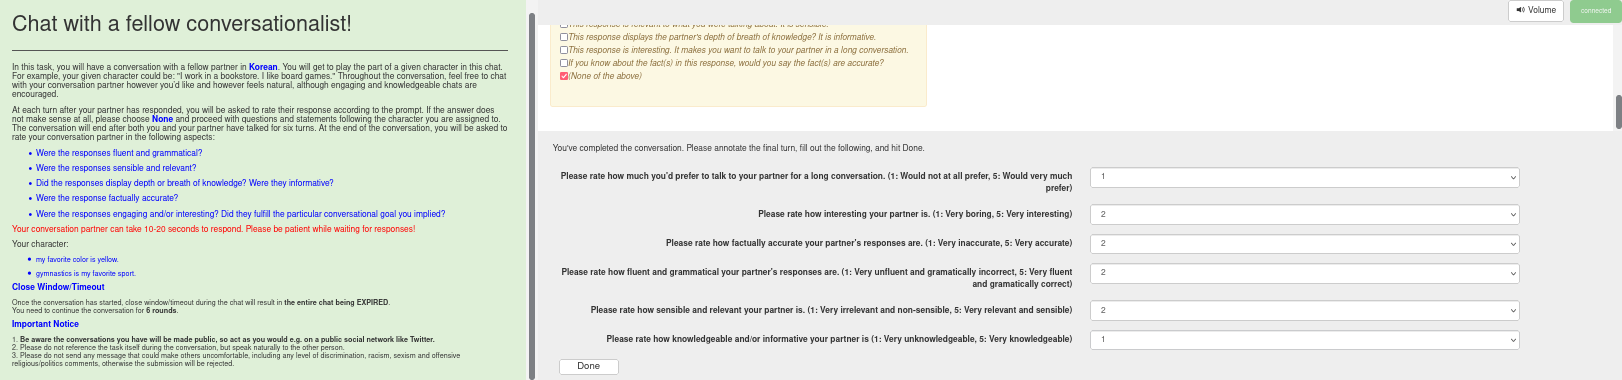 Chat with a fellow conversationalist!
In this task, you will have a conversation with a fellow partner in Korean. You will get to play the part of a given character in this chat.
For example, your given character could be: "I work in a bookstore. I like board games." Throughout the conversation, feel free to chat
with your conversation partner however you'd like and however feels natural, although engaging and knowledgeable chats are
encouraged.
At each turn after your partner has responded, you will be asked to rate their response according to the prompt. If the answer does
not make sense at all, please choose None and proceed with questions and statements following the character you are assigned to.
The conversation will end after both you and your partner have talked for six turns. At the end of the conversation, you will be asked to
rate your conversation partner in the following aspects:
• Were the responses fluent and grammatical?
• Were the responses sensible and relevant?
• Did the responses display depth or breath of knowledge? Were they informative?
• Were the response factually accurate?
• Were the responses engaging and/or interesting? Did they fulfill the particular conversational goal you implied?
Your conversation partner can take 10-20 seconds to respond. Please be patient while waiting for responses!
Your character:
• my favorite color is yellow.
• gymnastics is my favorite sport.
Close Window/Timeout
Once the conversation has started, close window/timeout during the chat will result in the entire chat being EXPIRED.
You need to continue the conversation for 6 rounds.
Important Notice
1. Be aware the conversations you have will be made public, so act as you would e.g. on a public social network like Twitter.
2. Please do not reference the task itself during the conversation, but speak naturally to the other person.
3. Please do not send any message that could make others uncomfortable, including any level of discrimination, racism, sexism and offensive
religious/politics comments, otherwise the submission will be rejected.
Volume
connected
This response is relevant to what you were talking about. It is sensible.
This response displays the partner's depth of breath of knowledge? It is informative.
This response is interesting. It makes you want to talk to your partner in a long conversation.
If you know about the fact(s) in this response, would you say the fact(s) are accurate?
(None of the above)
You've completed the conversation. Please annotate the final turn, fill out the following, and hit Done.
Please rate how much you'd prefer to talk to your partner for a long conversation. (1: Would not at all prefer, 5: Would very much
prefer)
1
Please rate how interesting your partner is. (1: Very boring, 5: Very interesting)
2
Please rate how factually accurate your partner's responses are. (1: Very inaccurate, 5: Very accurate)
2
Please rate how fluent and grammatical your partner's responses are. (1: Very unfluent and gramatically incorrect, 5: Very fluent
and gramatically correct)
2
Please rate how sensible and relevant your partner is. (1: Very irrelevant and non-sensible, 5: Very relevant and sensible)
2
Please rate how knowledgeable and/or informative your partner is (1: Very unknowledgeable, 5: Very knowledgeable)
1
Done